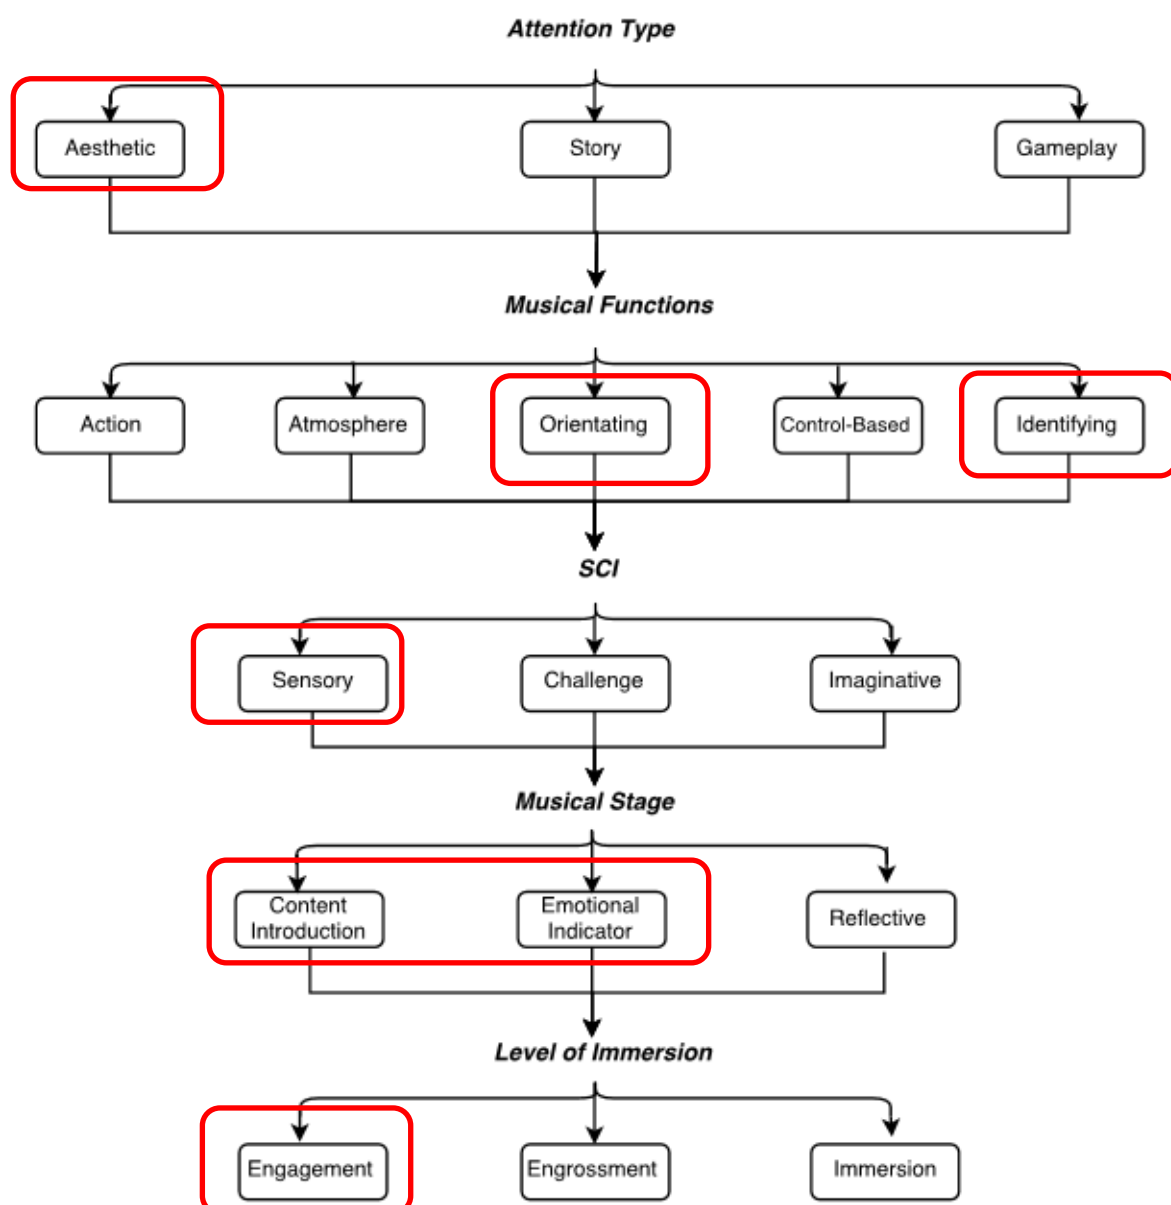 Attention Type
Aesthetic
Story
Gameplay
Musical Functions
Action
Atmosphere
Orientating
Control-Based
Identifying
SCI
Sensory
Challenge
Imaginative
Musical Stage
Content
Introduction
Emotional
Indicator
Reflective
Level of Immersion
Engagement
Engrossment
Immersion